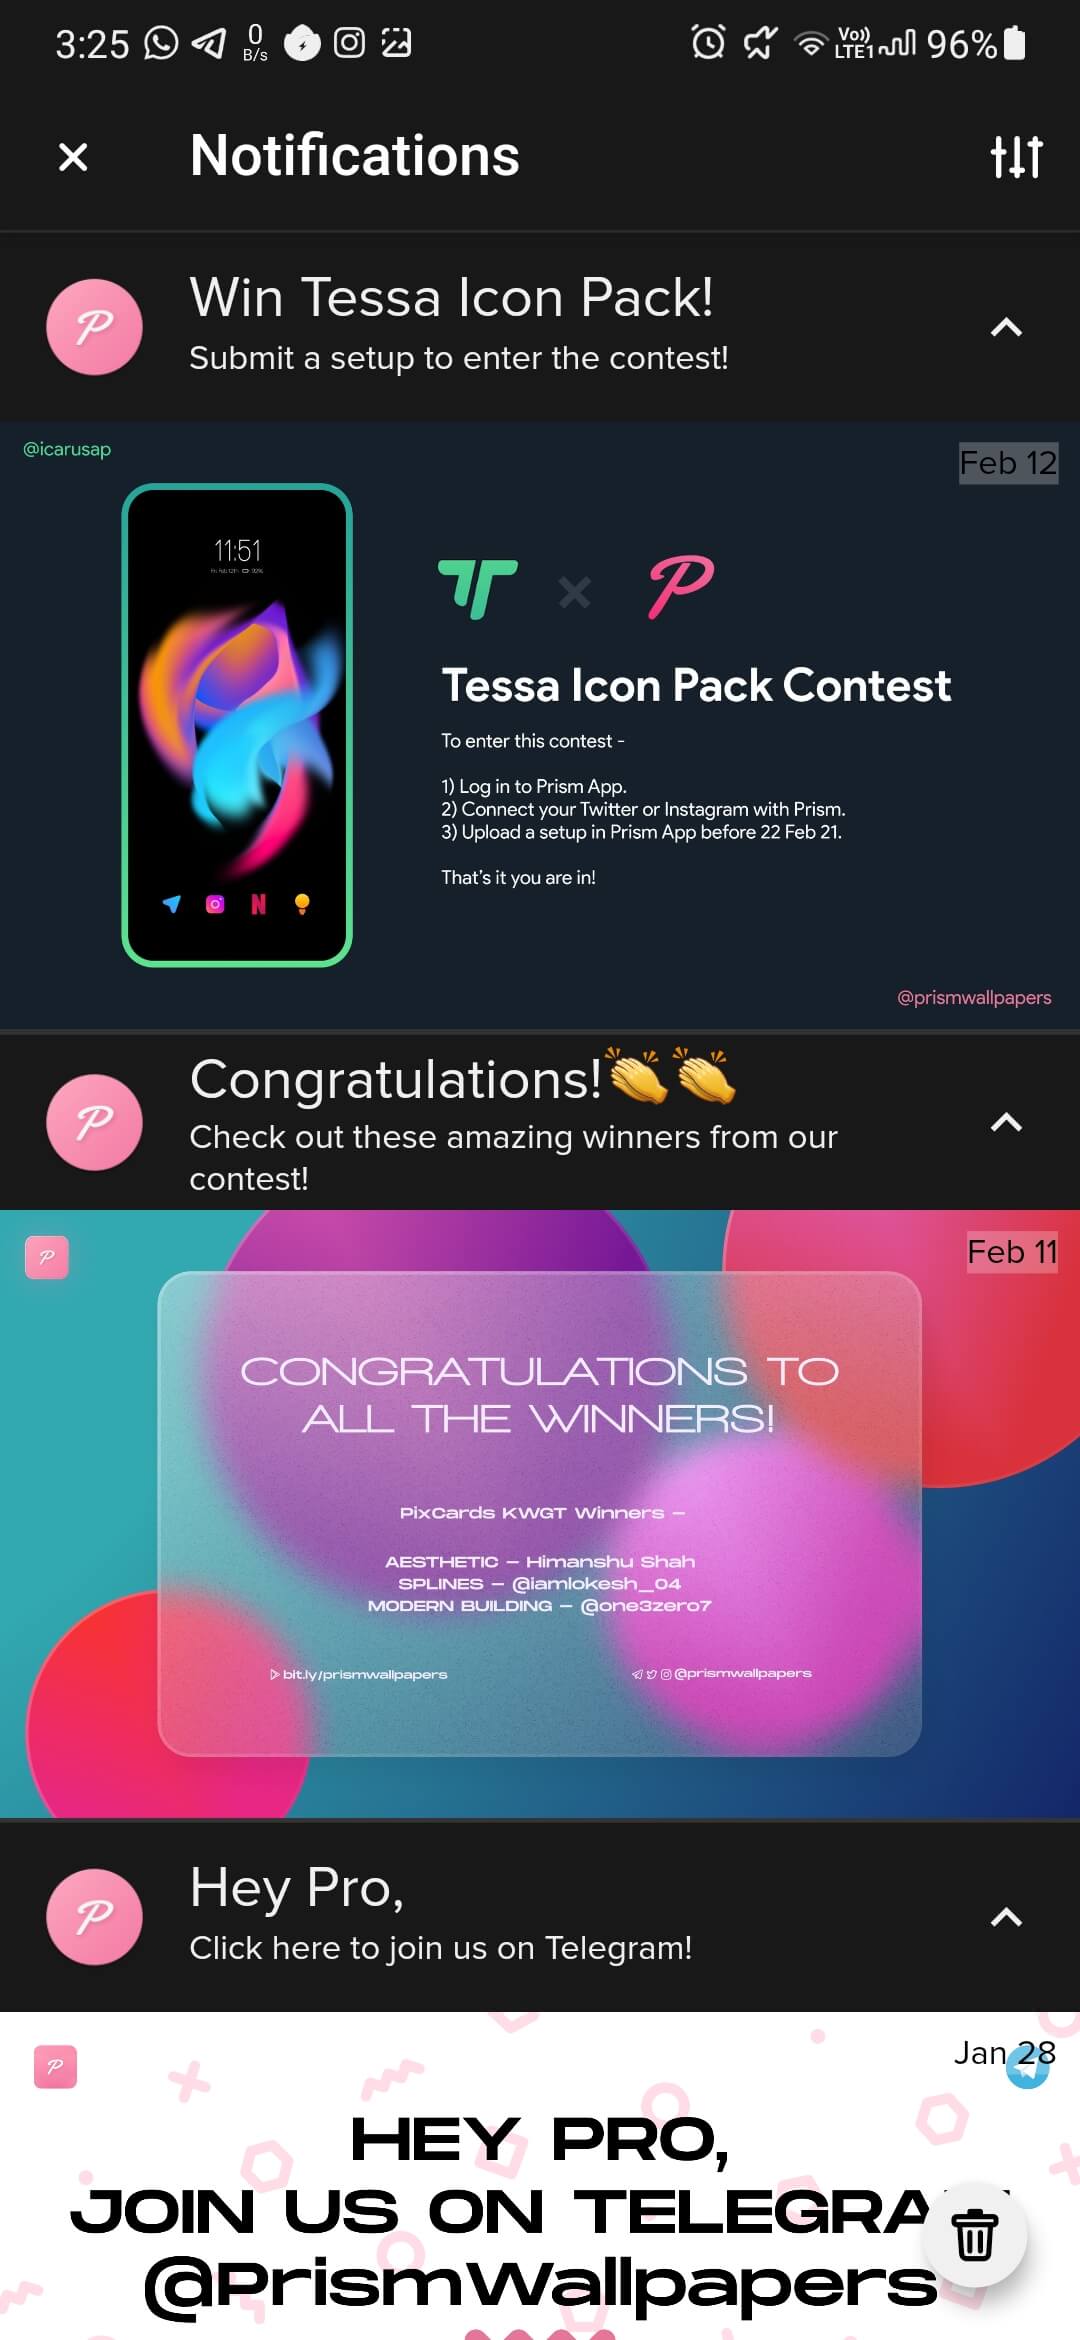 3:25
0
B/s
Vo))
LTE1
96%
Notifications
Win Tessa Icon Pack!
Submit a setup to enter the contest!
@icarusap
Feb 12
11:51
Tessa Icon Pack Contest
To enter this contest -
1) Log in to Prism App.
2) Connect your Twitter or Instagram with Prism.
3) Upload a setup in Prism App before 22 Feb 21.
That's it you are in!
@prismwallpapers
Congratulations!👏👏
Check out these amazing winners from our
contest!
Feb 11
CONGRATULATIONS TO
ALL THE WINNERS!
PixCards KWGT Winners –
AESTHETIC – Himanshu Shah
SPLINES – @iamlokesh_04
MODERN BUILDING – @one3zero7
bit.ly/prismwallpapers
@prismwallpapers
Hey Pro,
Click here to join us on Telegram!
Jan 28
HEY PRO,
JOIN US ON TELEGRA
@PrismWallpapers